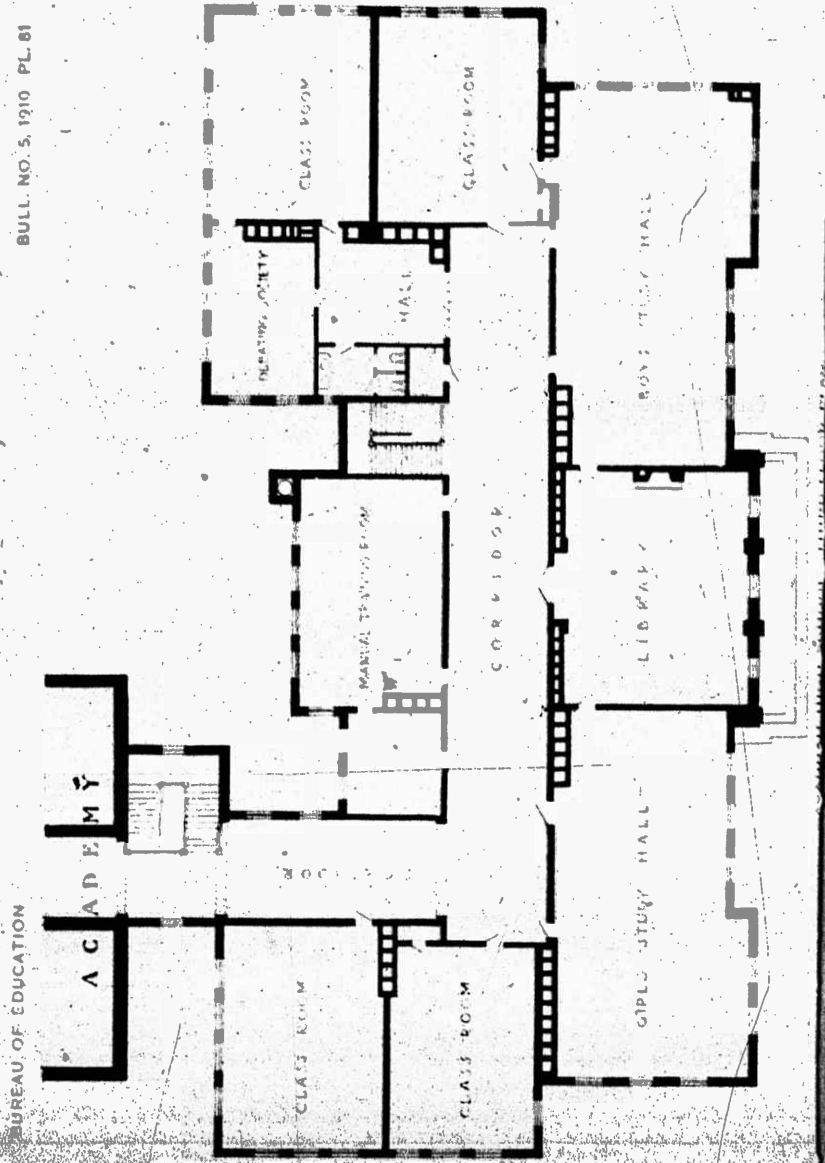 BUREAU OF EDUCATION
BULL. NO. 5, 1910 PL. 81
ACADEMY
CLASS ROOM
CLASS ROOM
DEBATING SOCIETY
HALL
MANUAL TRAINING ROOM
CORRIDOR
CLASS ROOM
CLASS ROOM
BOYS STUDY HALL
LIBRARY
GIRLS STUDY HALL